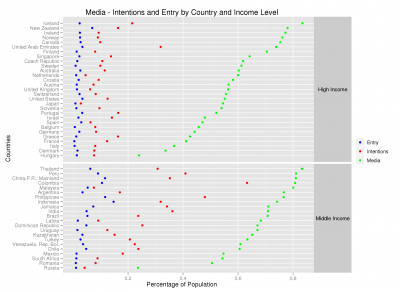 Media - Intentions and Entry by Country and Income Level
Countries
Iceland
New Zealand
Ireland
Norway
Canada
United Arab Emirates
Finland
Singapore
Czech Republic
Sweden
Australia
Netherlands
Croatia
Austria
United Kingdom
Switzerland
United States
Japan
Slovenia
Portugal
Israel
Spain
Belgium
Germany
Greece
France
Italy
Denmark
Hungary
High Income
Thailand
Peru
China, P.R.: Mainland
Colombia
Malaysia
Argentina
Philippines
Indonesia
Jamaica
India
Brazil
Latvia
Dominican Republic
Uruguay
Kazakhstan
Turkey
Venezuela, Rep. Bol.
Chile
Mexico
South Africa
Romania
Russia
Middle Income
0.2
0.4
0.6
0.8
Percentage of Population
Entry
Intentions
Media